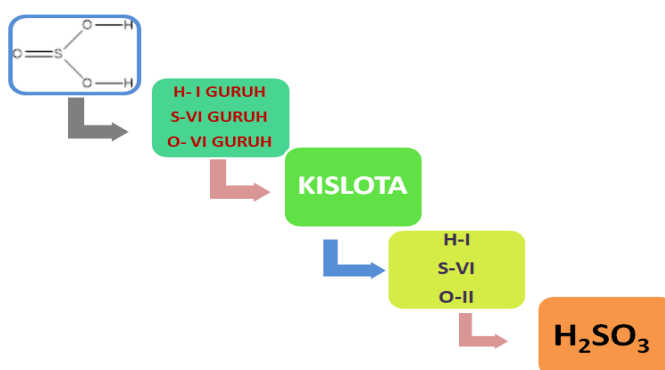 O—H
O=S
O—H
H- I GURUH
S-VI GURUH
O- VI GURUH
KISLOTA
H-I
S-VI
O-II
H₂SO₃